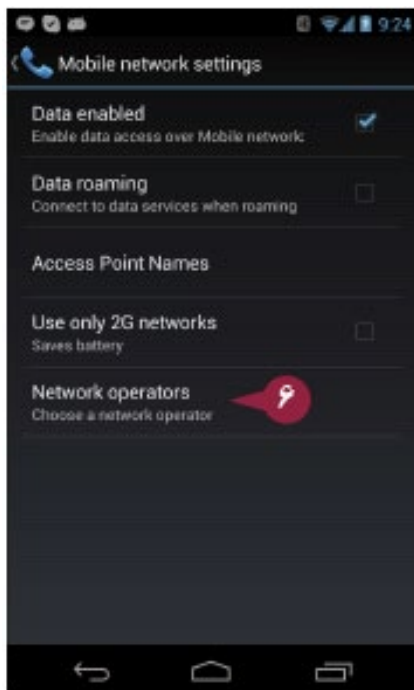 9:24
Mobile network settings
Data enabled
Enable data access over Mobile network
Data roaming
Connect to data services when roaming
Access Point Names
Use only 2G networks
Saves battery
Network operators
Choose a network operator